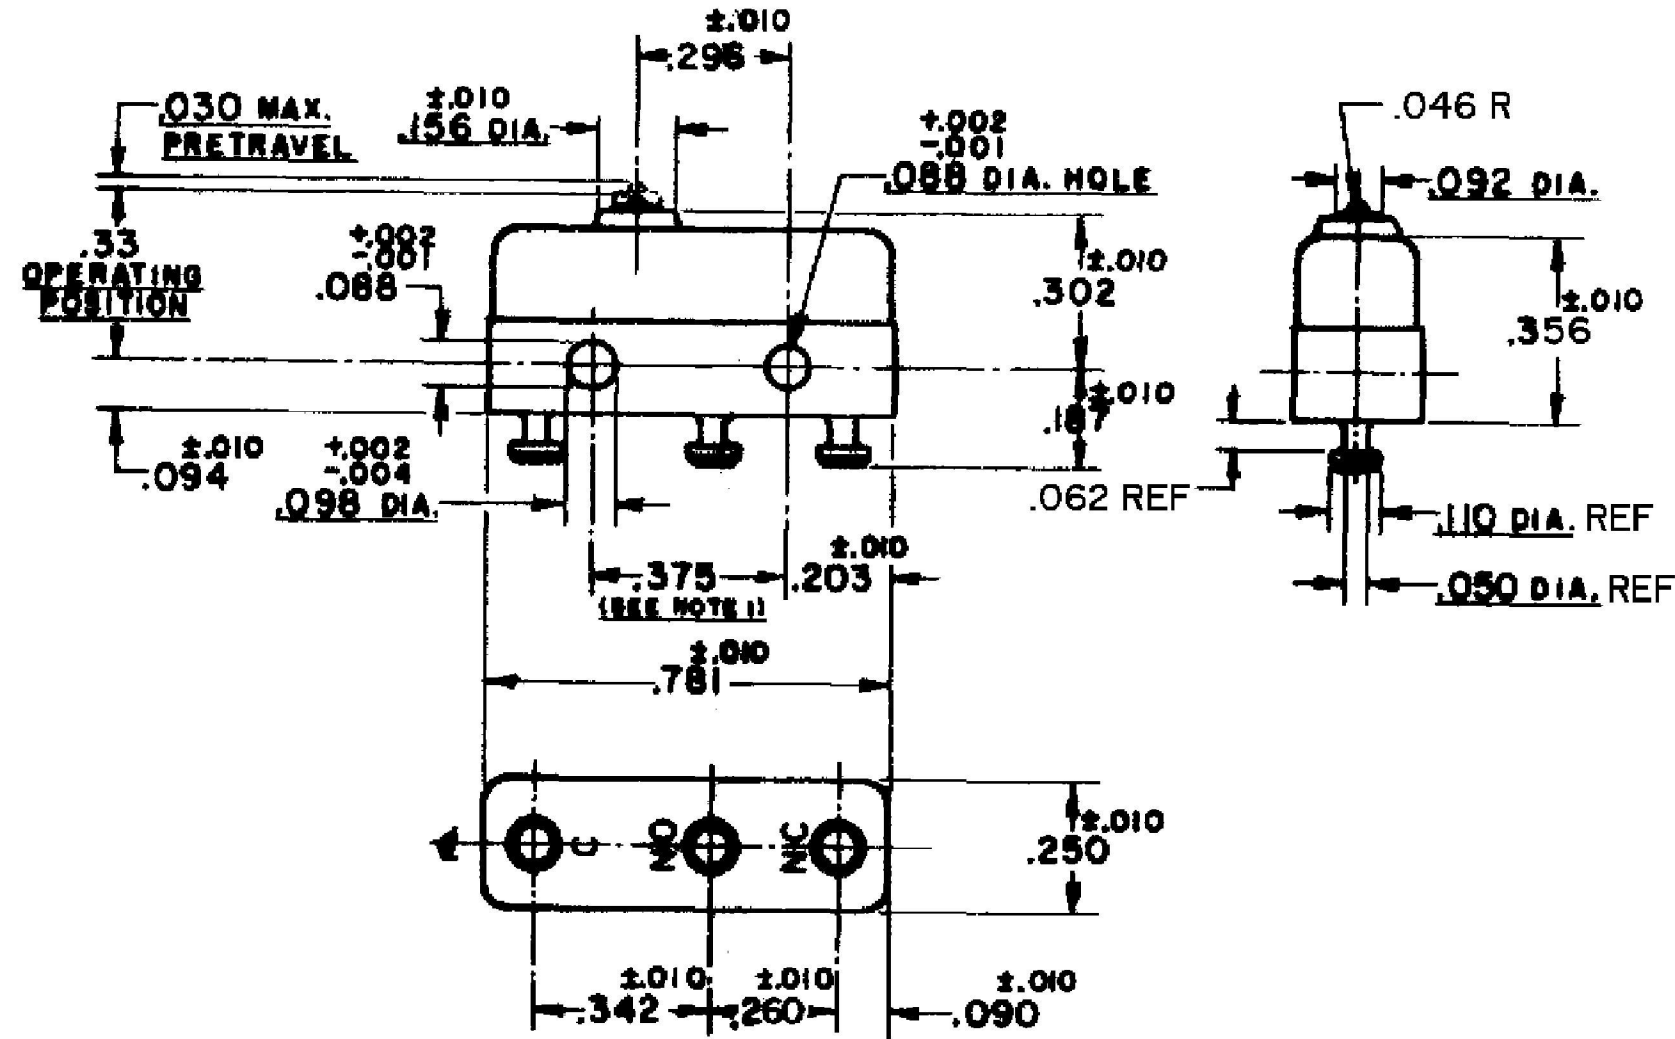 ±.010
.296
.030 MAX.
PRETRAVEL
±.010
.156 DIA.
+.002
-.001
.088 DIA. HOLE
.046 R
.092 DIA.
.33
OPERATING
POSITION
+.002
-.001
.088
±.010
.302
±.010
.356
±.010
.094
+.002
-.004
.098 DIA.
±.010
.187
.062 REF
.110 DIA. REF
.050 DIA. REF
.375
(SEE NOTE 1)
±.010
.203
±.010
.781
C
NO
NC
±.010
.250
±.010
.342
±.010
.260
±.010
.090